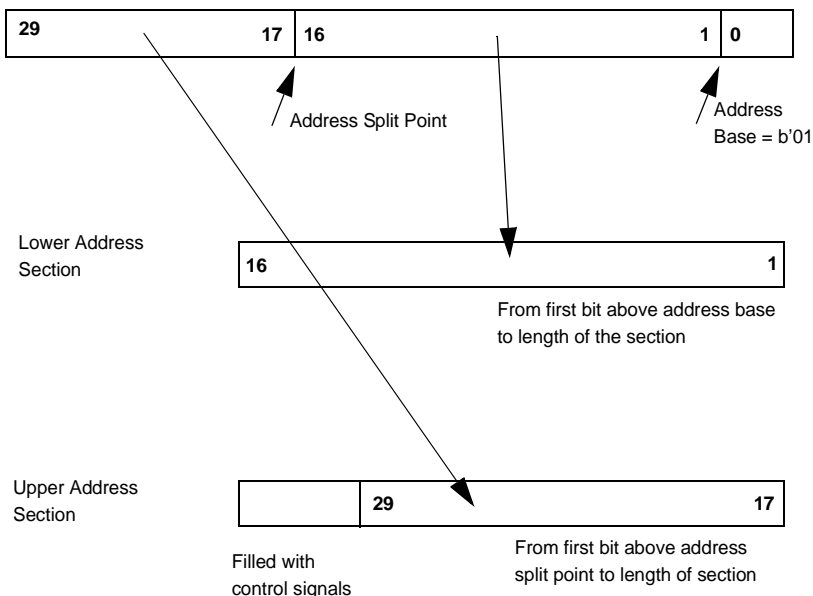 29 17 16 1 0
Address Split Point
Address
Base = b'01
Lower Address
Section
16 1
From first bit above address base
to length of the section
Upper Address
Section
29 17
Filled with
control signals
From first bit above address
split point to length of section